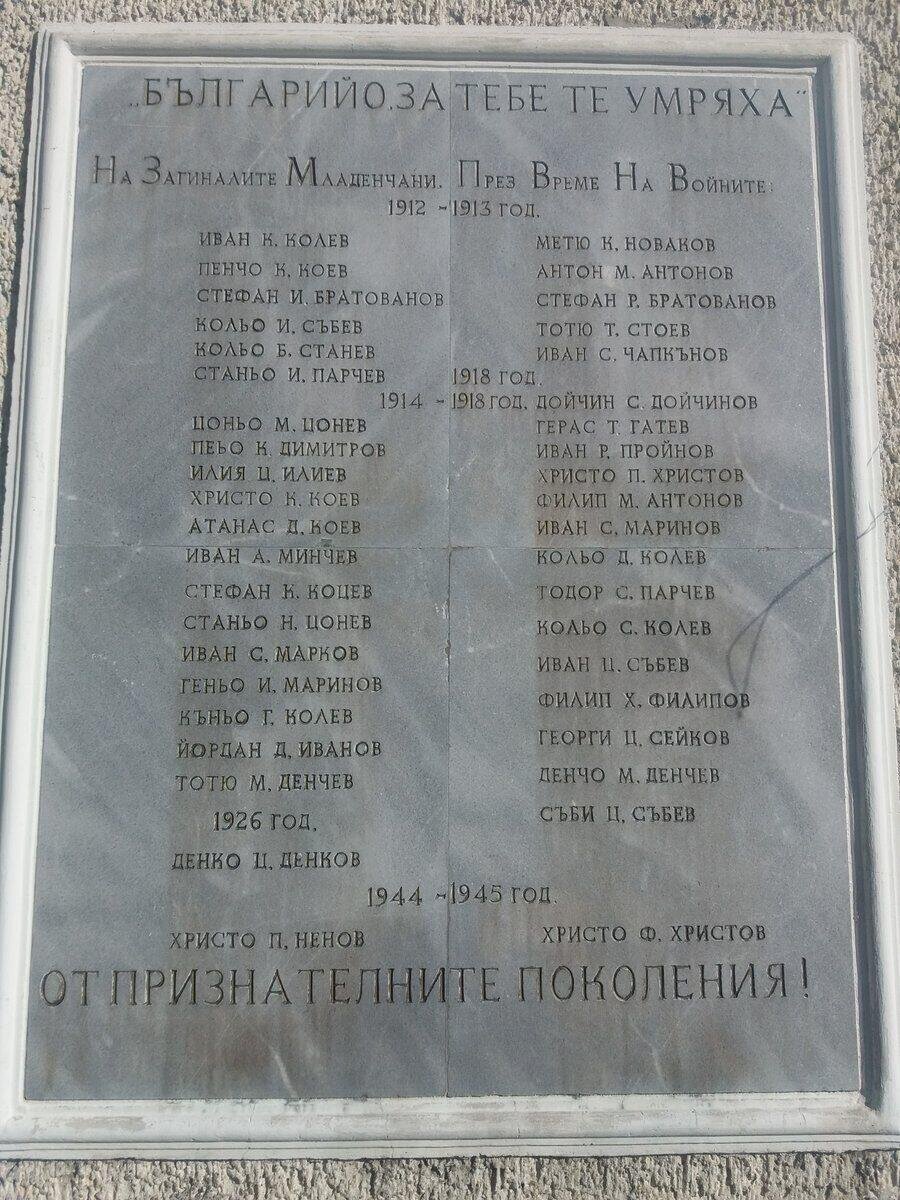 „БЪЛГАРИЙО.ЗА ТЕБЕ ТЕ УМРЯХА"
На Загиналите Младенчани. През Време На Войните:
1912 - 1913 год.
ИВАН К. КОЛЕВ МЕТЮ К. НОВАКОВ
ПЕНЧО К. КОЕВ АНТОН М. АНТОНОВ
СТЕФАН И. БРАТОВАНОВ СТЕФАН Р. БРАТОВАНОВ
КОЛЬО И. СЪБЕВ ТОТЮ Т. СТОЕВ
КОЛЬО Б. СТАНЕВ ИВАН С. ЧАПКЪНОВ
СТАНЬО И. ПАРЧЕВ 1918 ГОД.
1914 - 1918 ГОД. ДОЙЧИН С. ДОЙЧИНОВ
ЦОНЬО М. ЦОНЕВ ГЕРАС Т. ГАТЕВ
ПЕЬО К. ДИМИТРОВ ИВАН Р. ПРОЙНОВ
ИЛИЯ Ц. ИЛИЕВ ХРИСТО П. ХРИСТОВ
ХРИСТО К. КОЕВ ФИЛИП М. АНТОНОВ
АТАНАС Д. КОЕВ ИВАН С. МАРИНОВ
ИВАН А. МИНЧЕВ КОЛЬО Д. КОЛЕВ
СТЕФАН К. КОЦЕВ ТОДОР С. ПАРЧЕВ
СТАНЬО Н. ЦОНЕВ КОЛЬО С. КОЛЕВ
ИВАН С. МАРКОВ ИВАН Ц. СЪБЕВ
ГЕНЬО И. МАРИНОВ ФИЛИП Х. ФИЛИПОВ
КЪНЬО Г. КОЛЕВ ГЕОРГИ Ц. СЕЙКОВ
ЙОРДАН Д. ИВАНОВ ДЕНЧО М. ДЕНЧЕВ
ТОТЮ М. ДЕНЧЕВ СЪБИ Ц. СЪБЕВ
1926 ГОД.
ДЕНКО Ц. ДЕНКОВ
1944 - 1945 ГОД.
ХРИСТО П. НЕНОВ ХРИСТО Ф. ХРИСТОВ
ОТ ПРИЗНАТЕЛНИТЕ ПОКОЛЕНИЯ!